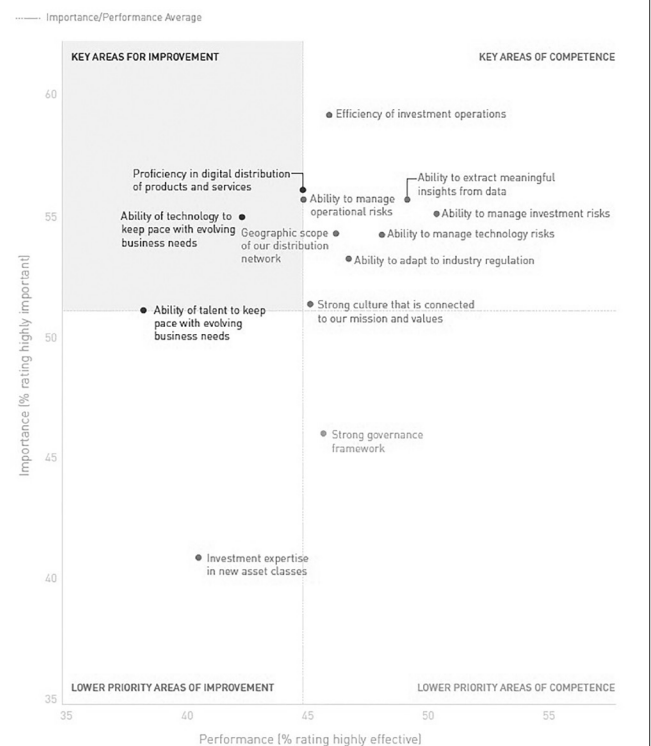 Importance/Performance Average
KEY AREAS FOR IMPROVEMENT
KEY AREAS OF COMPETENCE
60
Efficiency of investment operations
Proficiency in digital distribution
of products and services
Ability to extract meaningful
insights from data
Ability to manage
operational risks
55
Ability of technology to
keep pace with evolving
business needs
Ability to manage investment risks
Geographic scope
of our distribution
network
Ability to manage technology risks
Ability to adapt to industry regulation
Strong culture that is connected
to our mission and values
Ability of talent to keep
pace with evolving
business needs
50
Importance (% rating highly important)
Strong governance
framework
45
Investment expertise
in new asset classes
40
LOWER PRIORITY AREAS OF IMPROVEMENT
LOWER PRIORITY AREAS OF COMPETENCE
35
35
40
45
50
55
Performance (% rating highly effective)